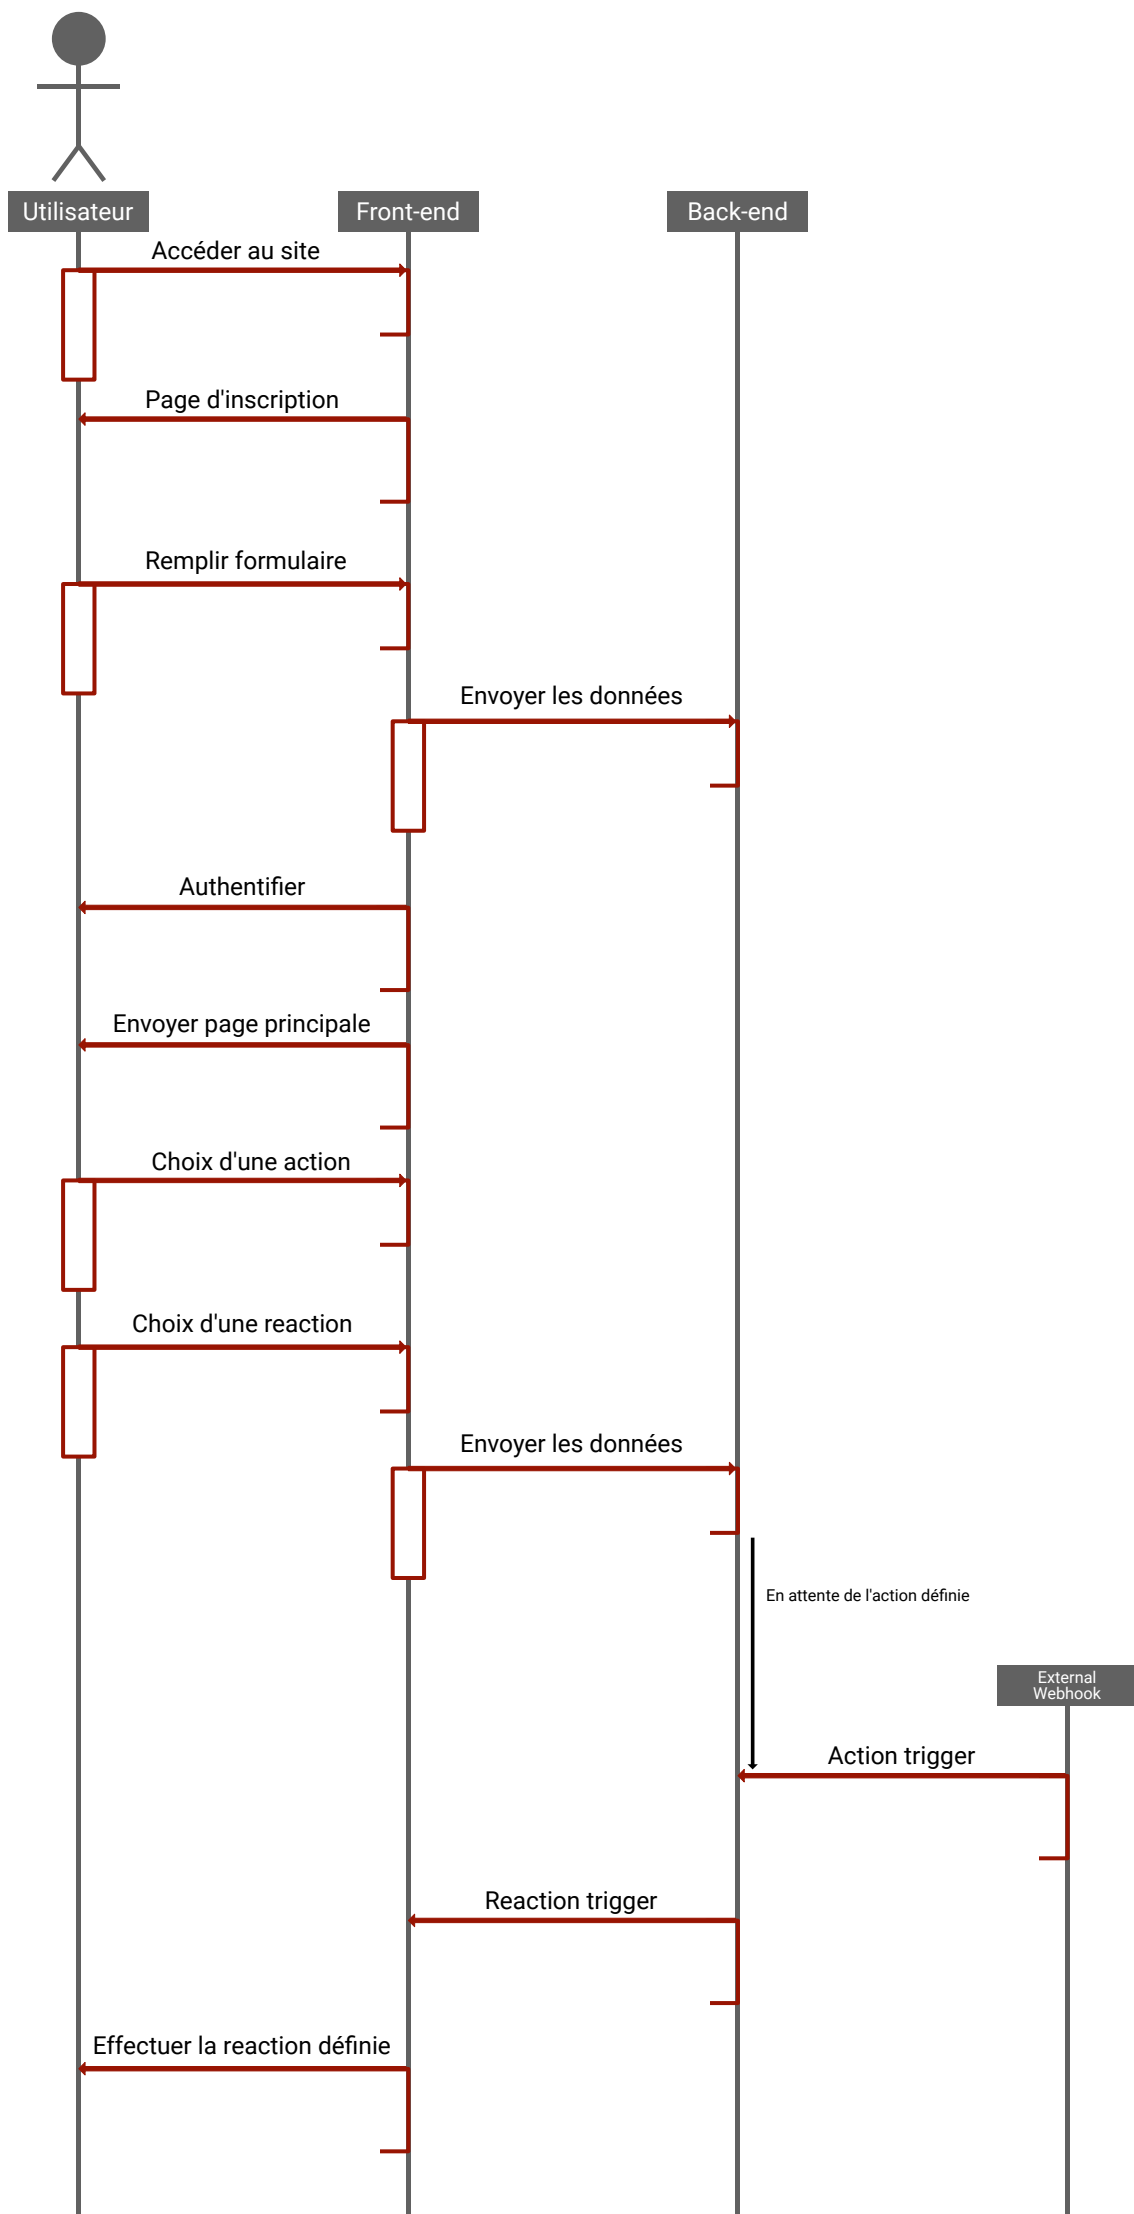 Utilisateur
Front-end
Back-end
Accéder au site
Page d'inscription
Remplir formulaire
Envoyer les données
Authentifier
Envoyer page principale
Choix d'une action
Choix d'une reaction
Envoyer les données
En attente de l'action définie
External
Webhook
Action trigger
Reaction trigger
Effectuer la reaction définie